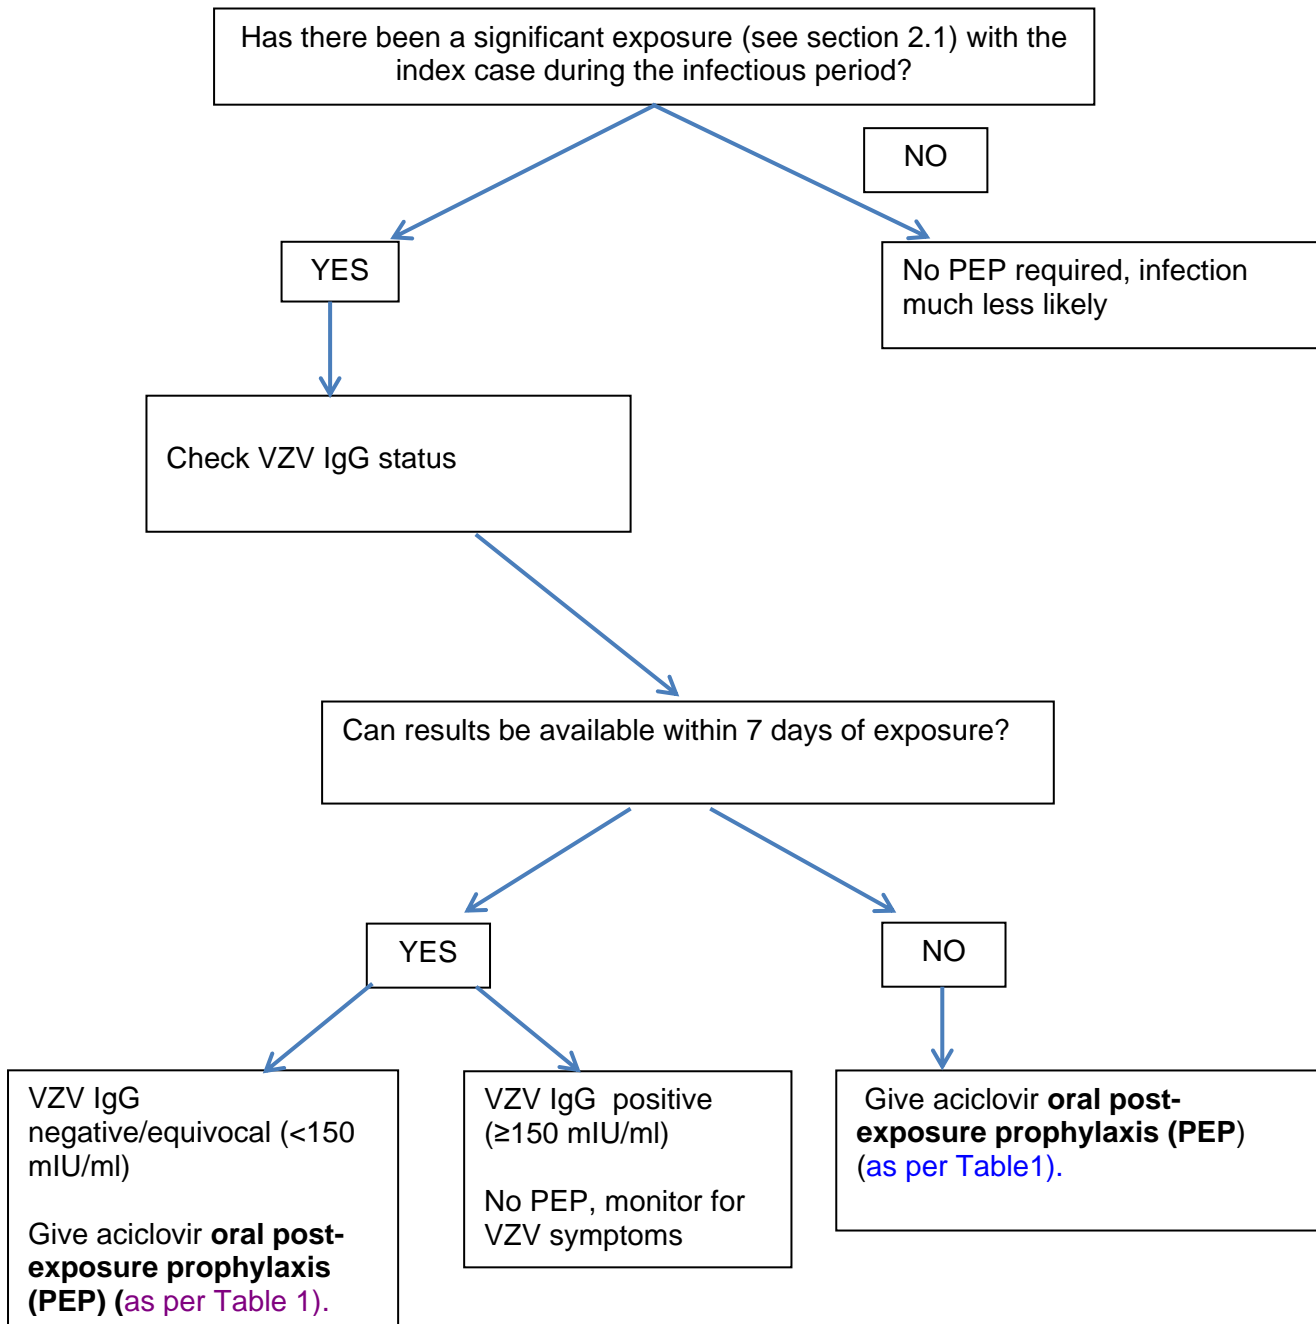 Has there been a significant exposure (see section 2.1) with the
index case during the infectious period?
NO
YES
No PEP required, infection
much less likely
Check VZV IgG status
Can results be available within 7 days of exposure?
YES
NO
VZV IgG
negative/equivocal (<150
mIU/ml)
Give aciclovir oral post-
exposure prophylaxis
(PEP) (as per Table 1).
VZV IgG positive
(≥150 mIU/ml)
No PEP, monitor for
VZV symptoms
Give aciclovir oral post-
exposure prophylaxis (PEP)
(as per Table1).